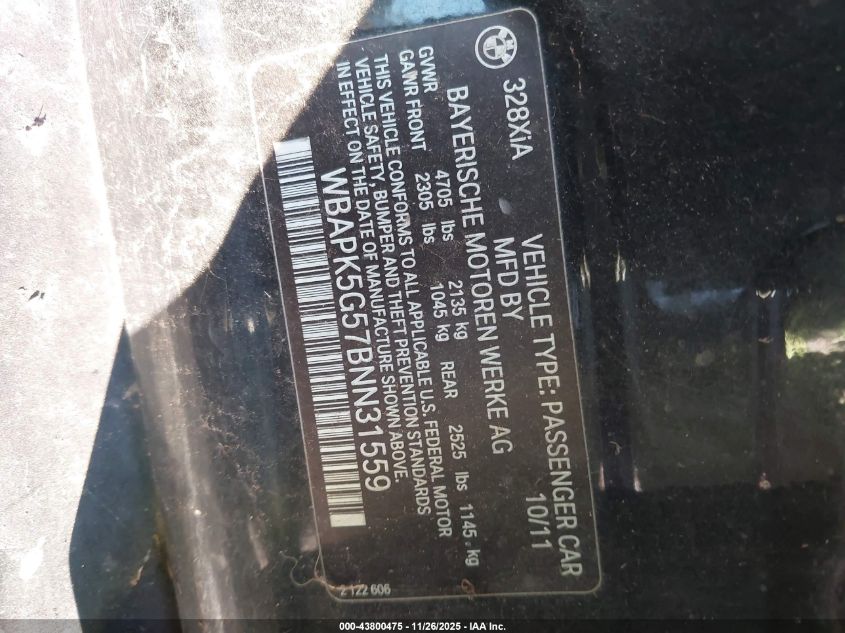 328XiA
VEHICLE TYPE: PASSENGER CAR
10/11
MFD BY
BAYERISCHE MOTOREN WERKE AG
GVWR 4705 lbs 2135 kg
GAWR FRONT 2305 lbs 1045 kg REAR 2525 lbs 1145 kg
THIS VEHICLE CONFORMS TO ALL APPLICABLE U.S. FEDERAL MOTOR
VEHICLE SAFETY, BUMPER AND THEFT PREVENTION STANDARDS
IN EFFECT ON THE DATE OF MANUFACTURE SHOWN ABOVE.
WBAPK5G57BNN31559
2 122 606
000-43800475 — 11/26/2025 — IAA Inc.